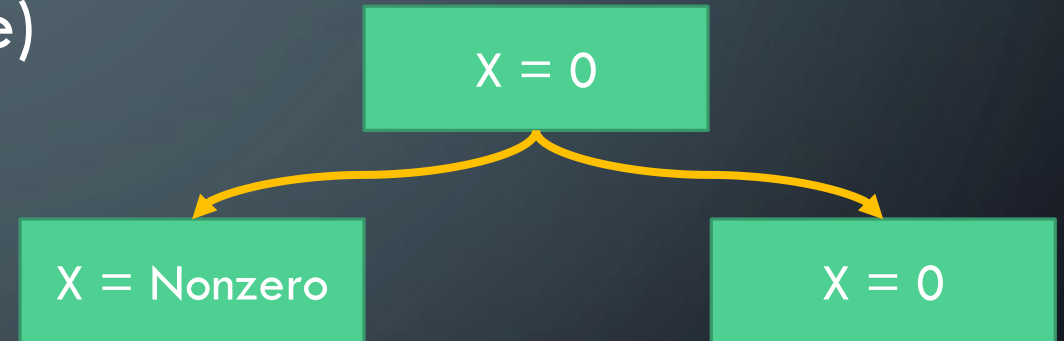 e)
X = 0
X = Nonzero
X = 0